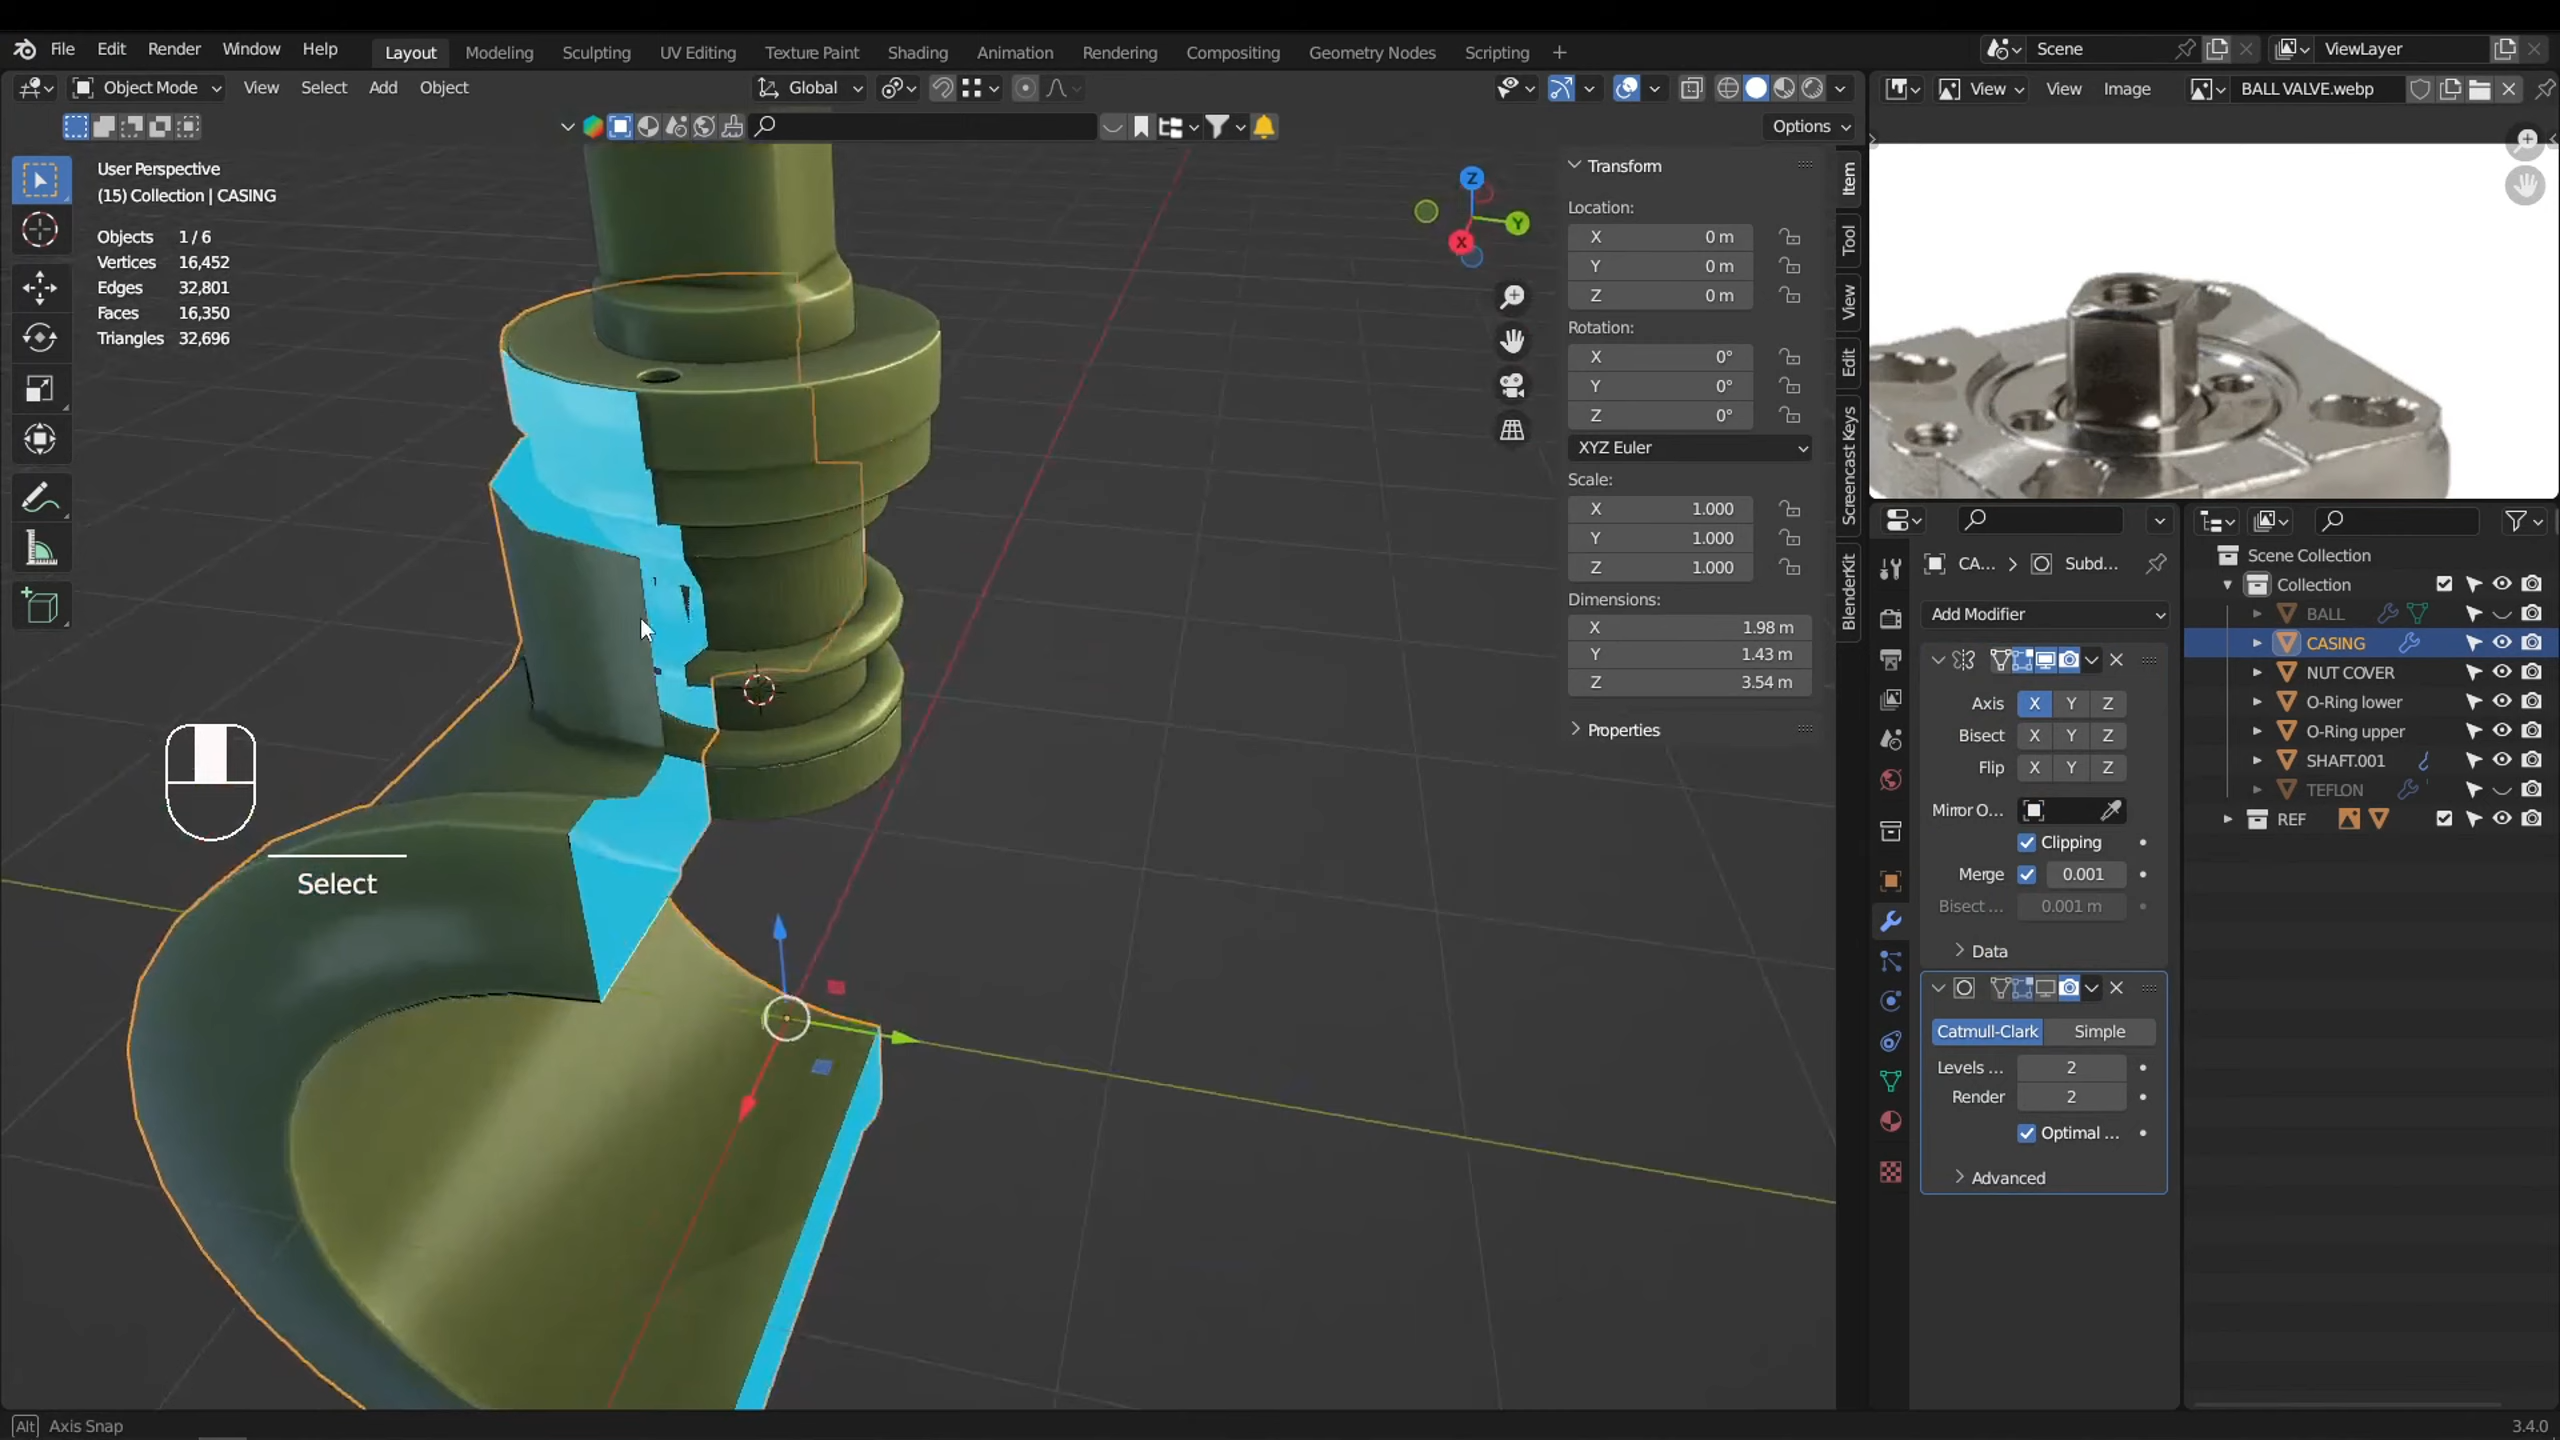 File Edit Render Window Help Layout Modeling Sculpting UV Editing Texture Paint Shading Animation Rendering Compositing Geometry Nodes Scripting + Scene ViewLayer
Object Mode View Select Add Object Global View View Image BALL VALVE.webp
Options
User Perspective
(15) Collection | CASING
Objects 1 / 6
Vertices 16,452
Edges 32,801
Faces 16,350
Triangles 32,696
Z
Y
X
Select
Transform
Location:
X 0 m
Y 0 m
Z 0 m
Rotation:
X 0°
Y 0°
Z 0°
XYZ Euler
Scale:
X 1.000
Y 1.000
Z 1.000
Dimensions:
X 1.98 m
Y 1.43 m
Z 3.54 m
Properties
Item
Tool
View
Edit
Screencast Keys
BlenderKit
CA... > Subd...
Add Modifier
Axis X Y Z
Bisect X Y Z
Flip X Y Z
Mirror O...
Clipping
Merge 0.001
Bisect ... 0.001 m
Data
Catmull-Clark Simple
Levels ... 2
Render 2
Optimal ...
Advanced
Scene Collection
Collection
BALL
CASING
NUT COVER
O-Ring lower
O-Ring upper
SHAFT.001
TEFLON
REF
Alt Axis Snap
3.4.0